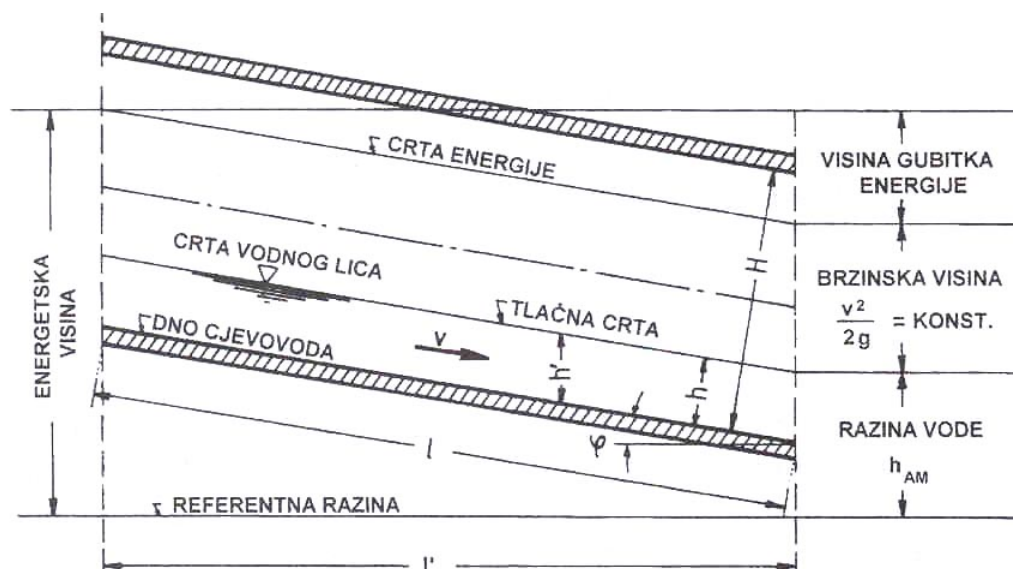 CRTA ENERGIJE
VISINA GUBITKA
ENERGIJE
ENERGETSKA
VISINA
CRTA VODNOG LICA
H
BRZINSKA VISINA
v²
2g
= KONST.
TLAČNA CRTA
DNO CJEVOVODA
v
h'
h
RAZINA VODE
h AM
φ
l
REFERENTNA RAZINA
l'